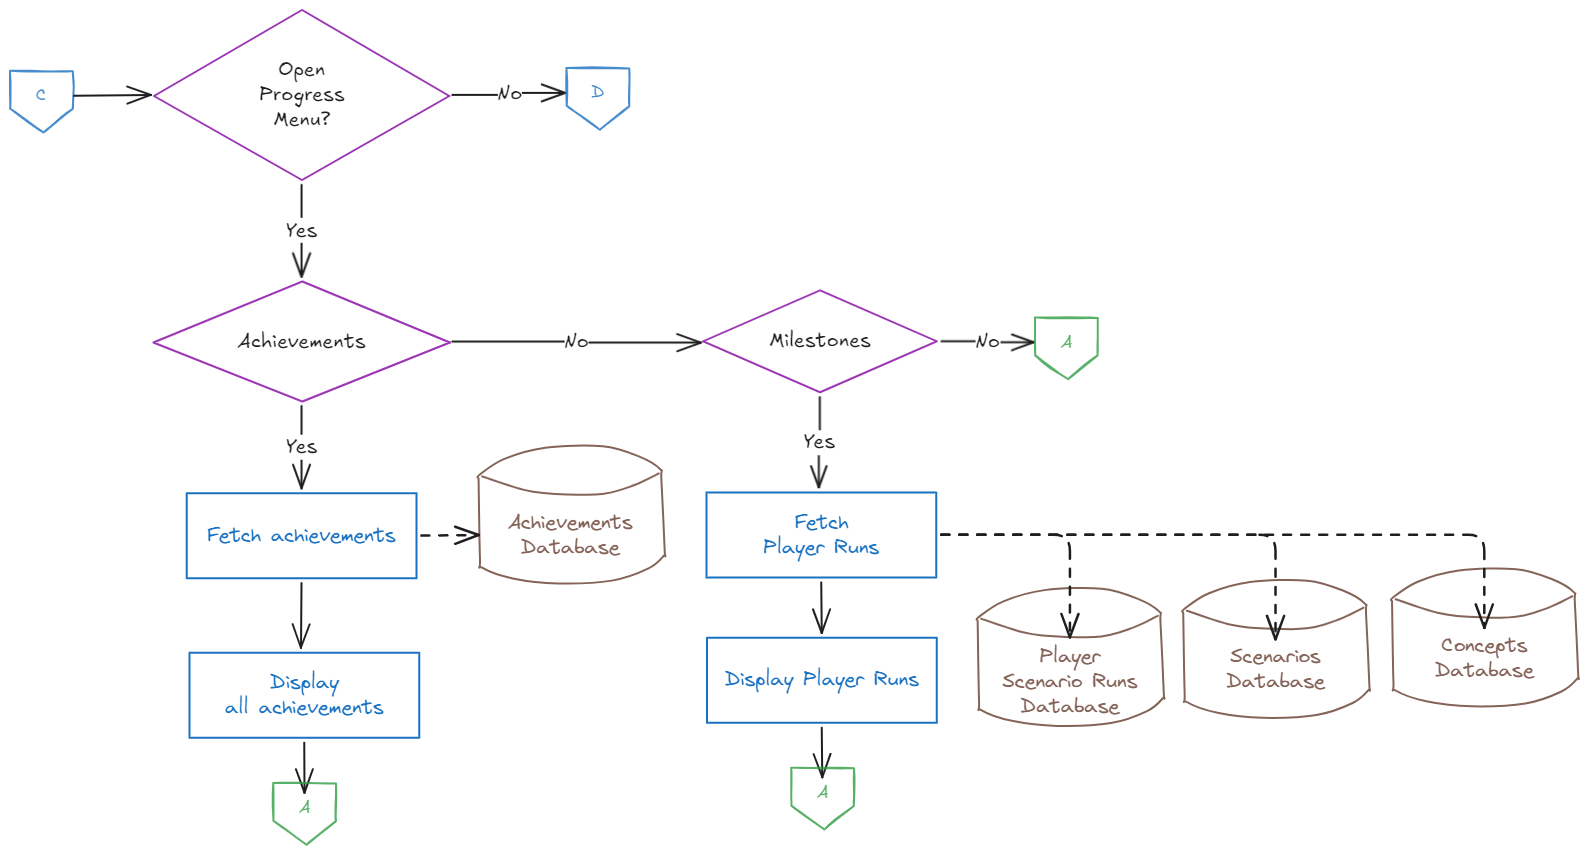 C
Open
Progress
Menu?
No
D
Yes
Achievements
No
Milestones
No
A
Yes
Fetch achievements
Achievements
Database
Yes
Fetch
Player Runs
Display
all achievements
A
Display Player Runs
A
Player
Scenario Runs
Database
Scenarios
Database
Concepts
Database